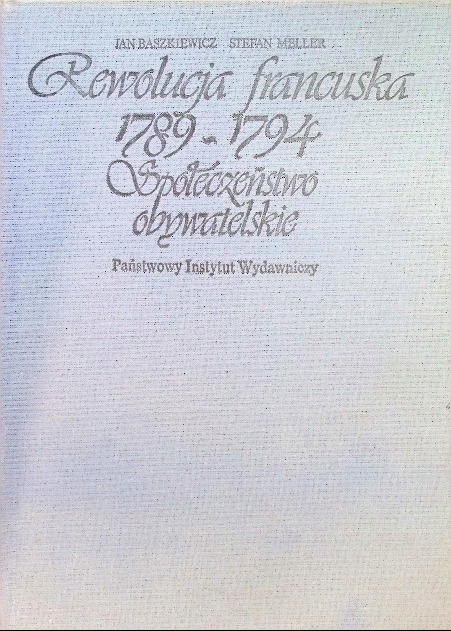 JAN BASZKIEWICZ STEFAN MELLER
Rewolucja francuska
1789-1794
Społeczeństwo
obywatelskie
Państwowy Instytut Wydawniczy